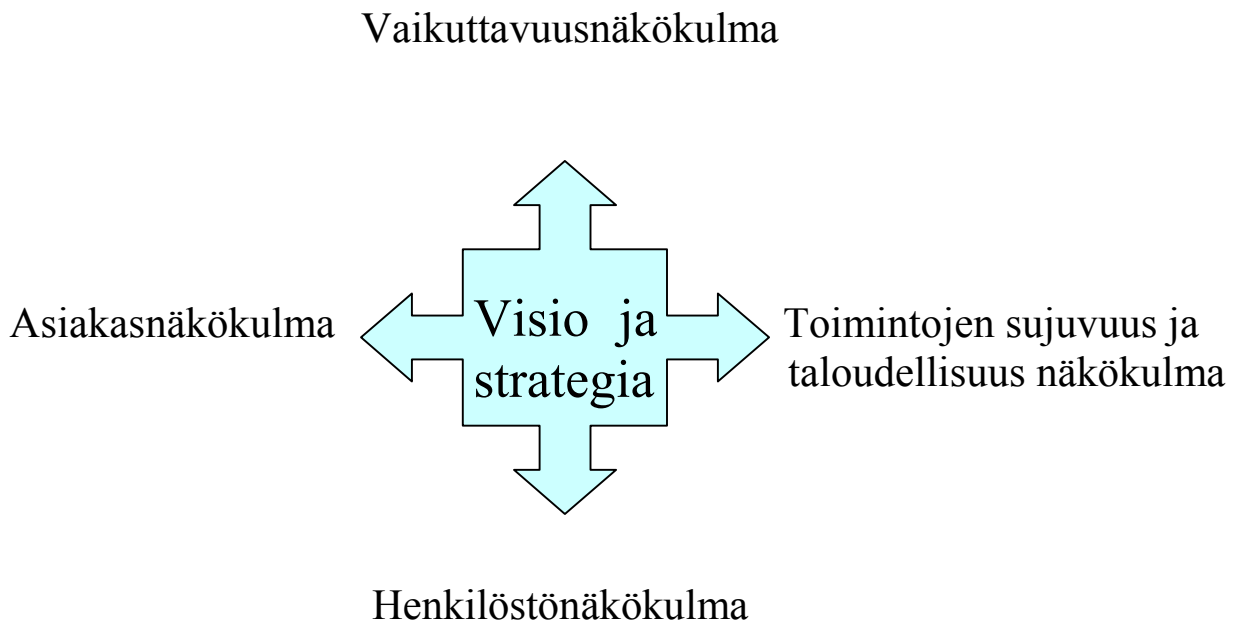 Vaikuttavuusnäkökulma
Asiakasnäkökulma
Visio ja
strategia
Toimintojen sujuvuus ja
taloudellisuus näkökulma
Henkilöstönäkökulma